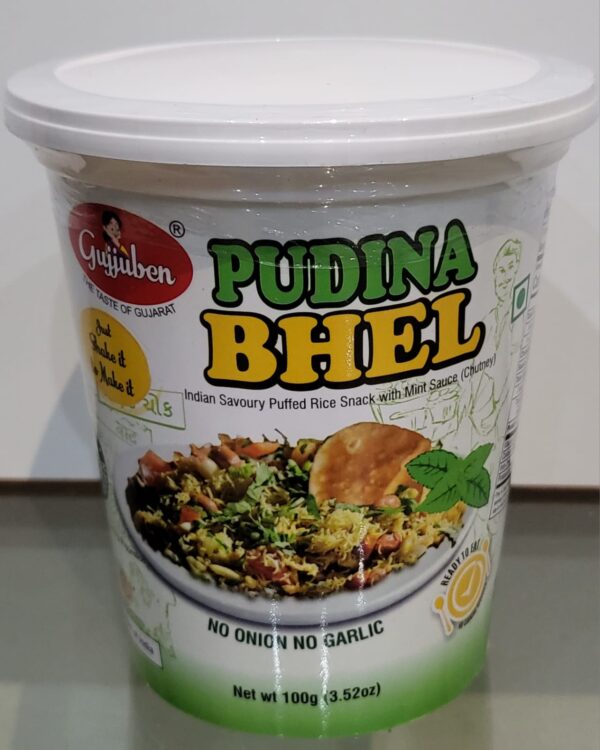 Gujjuben ®
THE TASTE OF GUJARAT
PUDINA
BHEL
Just
Shake it
Make it
Indian Savoury Puffed Rice Snack with Mint Sauce (Chutney)
READY TO EAT
NO ONION NO GARLIC
Net wt 100g (3.52oz)
India